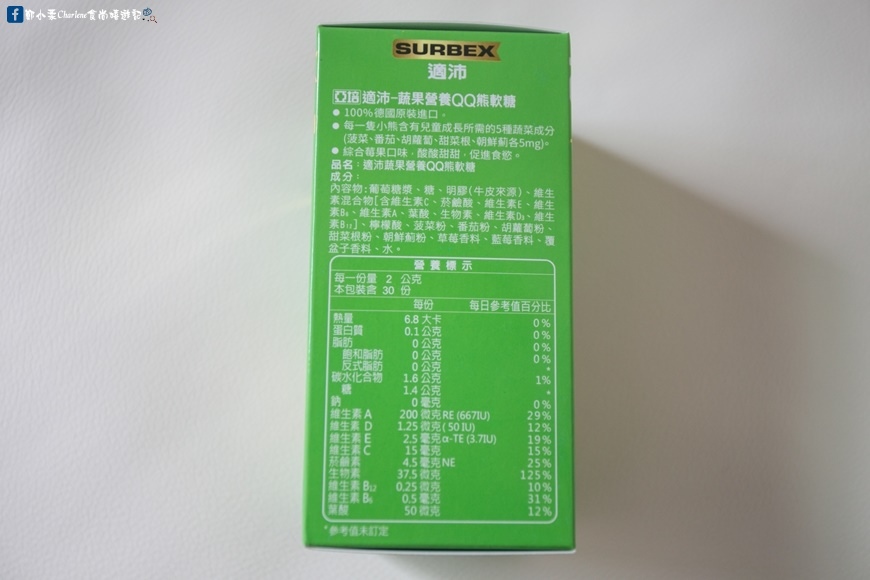 鄭小柔Charlene食尚嬉遊記
SURBEX
適沛
亞培 適沛-蔬果營養QQ熊軟糖
● 100%德國原裝進口。
● 每一隻小熊含有兒童成長所需的5種蔬菜成分
(菠菜、番茄、胡蘿蔔、甜菜根、朝鮮薊各5mg)。
● 綜合莓果口味，酸酸甜甜，促進食慾。
品名：適沛蔬果營養QQ熊軟糖
成分：
內容物:葡萄糖漿、糖、明膠(牛皮來源)、維生
素混合物[含維生素C、菸鹼酸、維生素E、維生
素B₆、維生素A、葉酸、生物素、維生素D₃、維生
素B₁₂]、檸檬酸、菠菜粉、番茄粉、胡蘿蔔粉、
甜菜根粉、朝鮮薊粉、草莓香料、藍莓香料、覆
盆子香料、水。
營養標示
每一份量 2 公克
本包裝含 30 份
每份 每日參考值百分比
熱量 6.8 大卡 0%
蛋白質 0.1 公克 0%
脂肪 0 公克 0%
飽和脂肪 0 公克 0%
反式脂肪 0 公克 *
碳水化合物 1.6 公克 1%
糖 1.4 公克 *
鈉 0 毫克 0%
維生素 A 200 微克 RE (667IU) 29%
維生素 D 1.25 微克 ( 50 IU) 12%
維生素 E 2.5 毫克 α-TE (3.7IU) 19%
維生素 C 15 毫克 15%
菸鹼素 4.5 毫克 NE 25%
生物素 37.5 微克 125%
維生素 B₁₂ 0.25 微克 10%
維生素 B₆ 0.5 毫克 31%
葉酸 50 微克 12%
*參考值未訂定